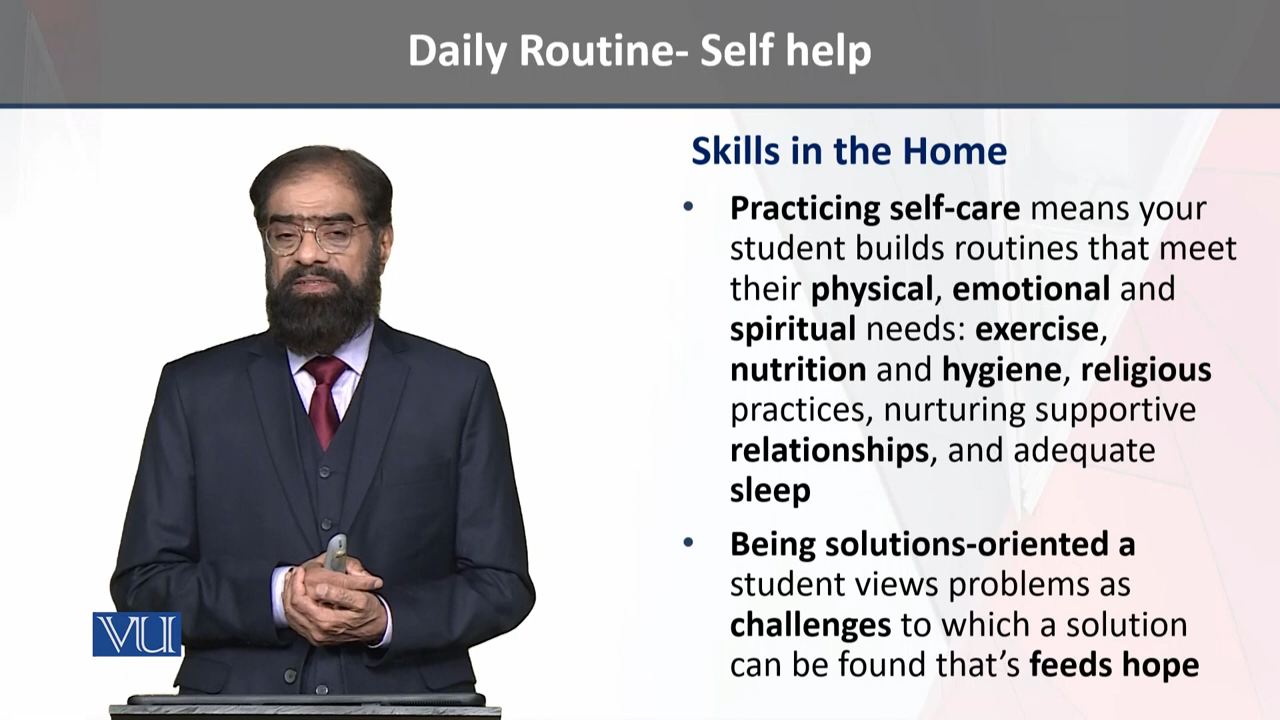 Daily Routine- Self help
Skills in the Home
• Practicing self-care means your
student builds routines that meet
their physical, emotional and
spiritual needs: exercise,
nutrition and hygiene, religious
practices, nurturing supportive
relationships, and adequate
sleep
• Being solutions-oriented a
student views problems as
challenges to which a solution
can be found that’s feeds hope
VU